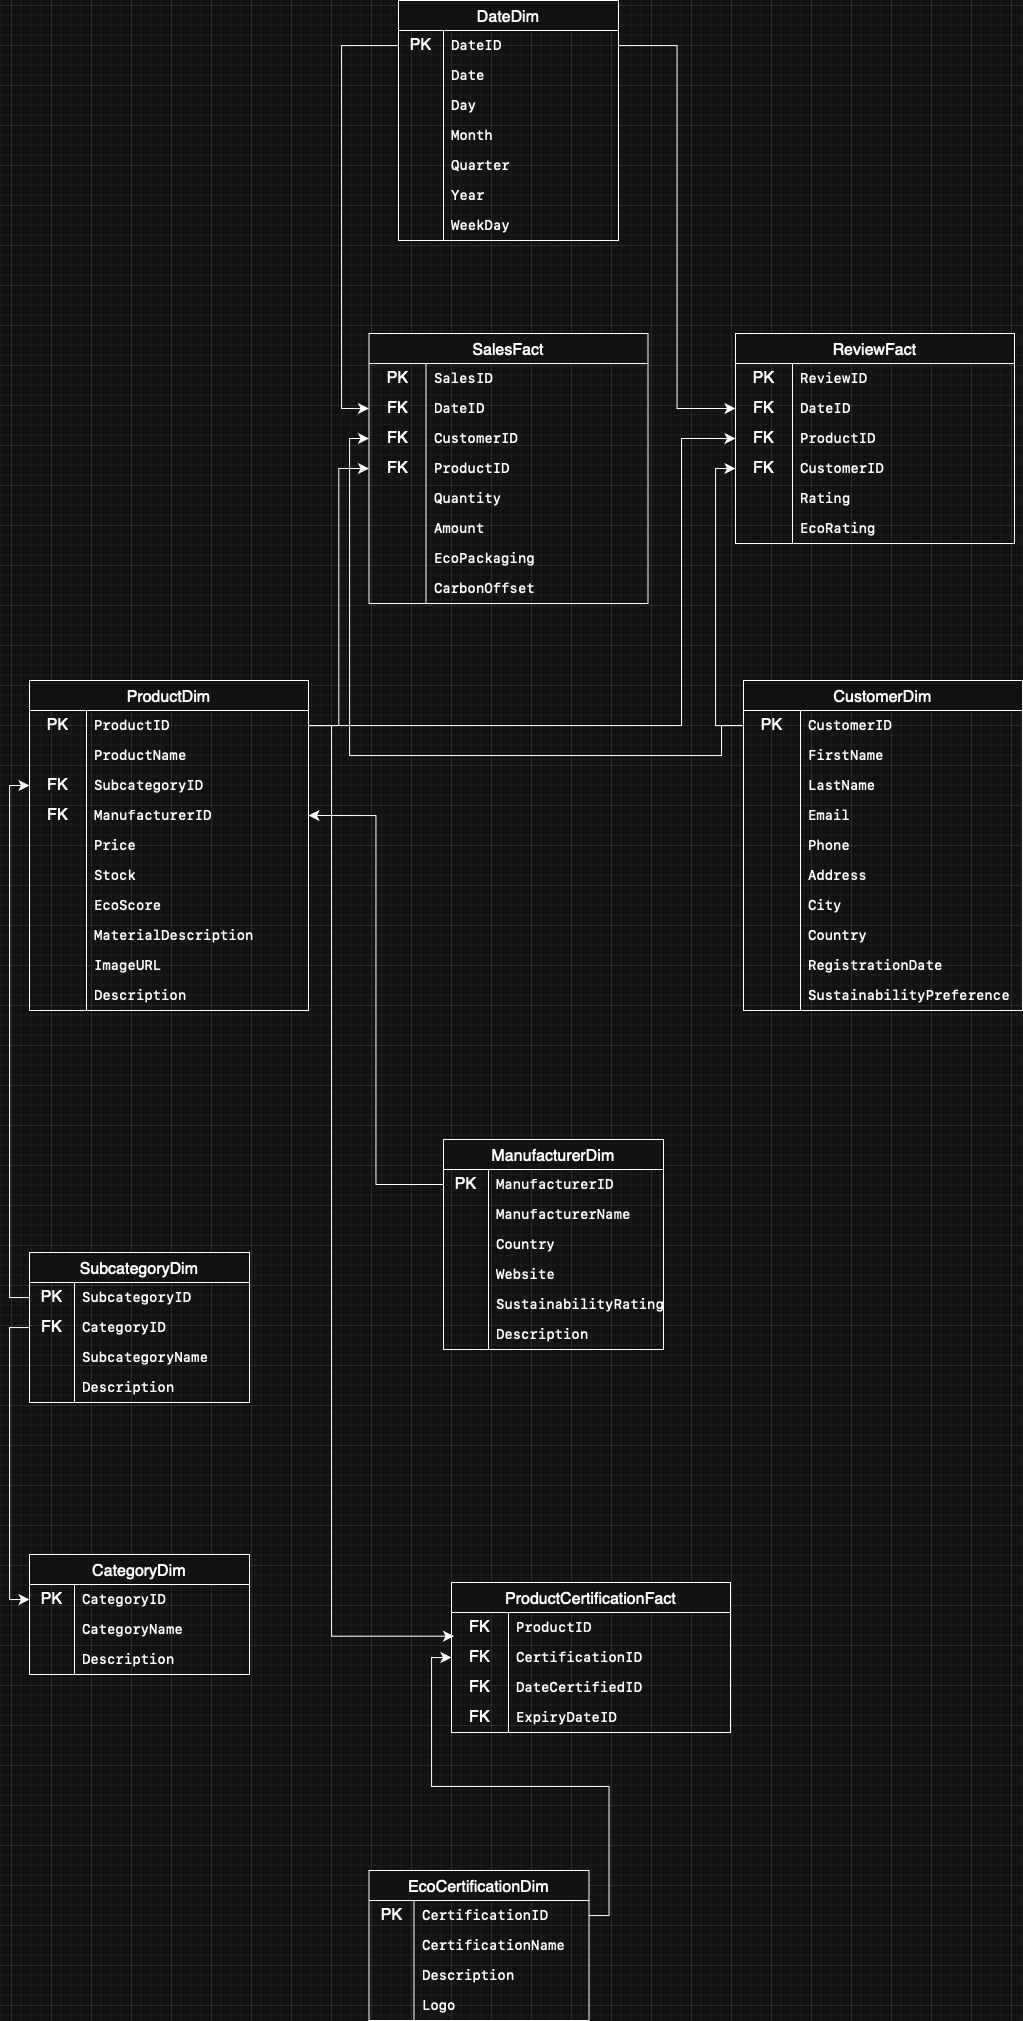 DateDim
PK DateID
Date
Day
Month
Quarter
Year
WeekDay
SalesFact
PK SalesID
FK DateID
FK CustomerID
FK ProductID
Quantity
Amount
EcoPackaging
CarbonOffset
ReviewFact
PK ReviewID
FK DateID
FK ProductID
FK CustomerID
Rating
EcoRating
ProductDim
PK ProductID
ProductName
FK SubcategoryID
FK ManufacturerID
Price
Stock
EcoScore
MaterialDescription
ImageURL
Description
CustomerDim
PK CustomerID
FirstName
LastName
Email
Phone
Address
City
Country
RegistrationDate
SustainabilityPreference
ManufacturerDim
PK ManufacturerID
ManufacturerName
Country
Website
SustainabilityRating
Description
SubcategoryDim
PK SubcategoryID
FK CategoryID
SubcategoryName
Description
CategoryDim
PK CategoryID
CategoryName
Description
ProductCertificationFact
FK ProductID
FK CertificationID
FK DateCertifiedID
FK ExpiryDateID
EcoCertificationDim
PK CertificationID
CertificationName
Description
Logo